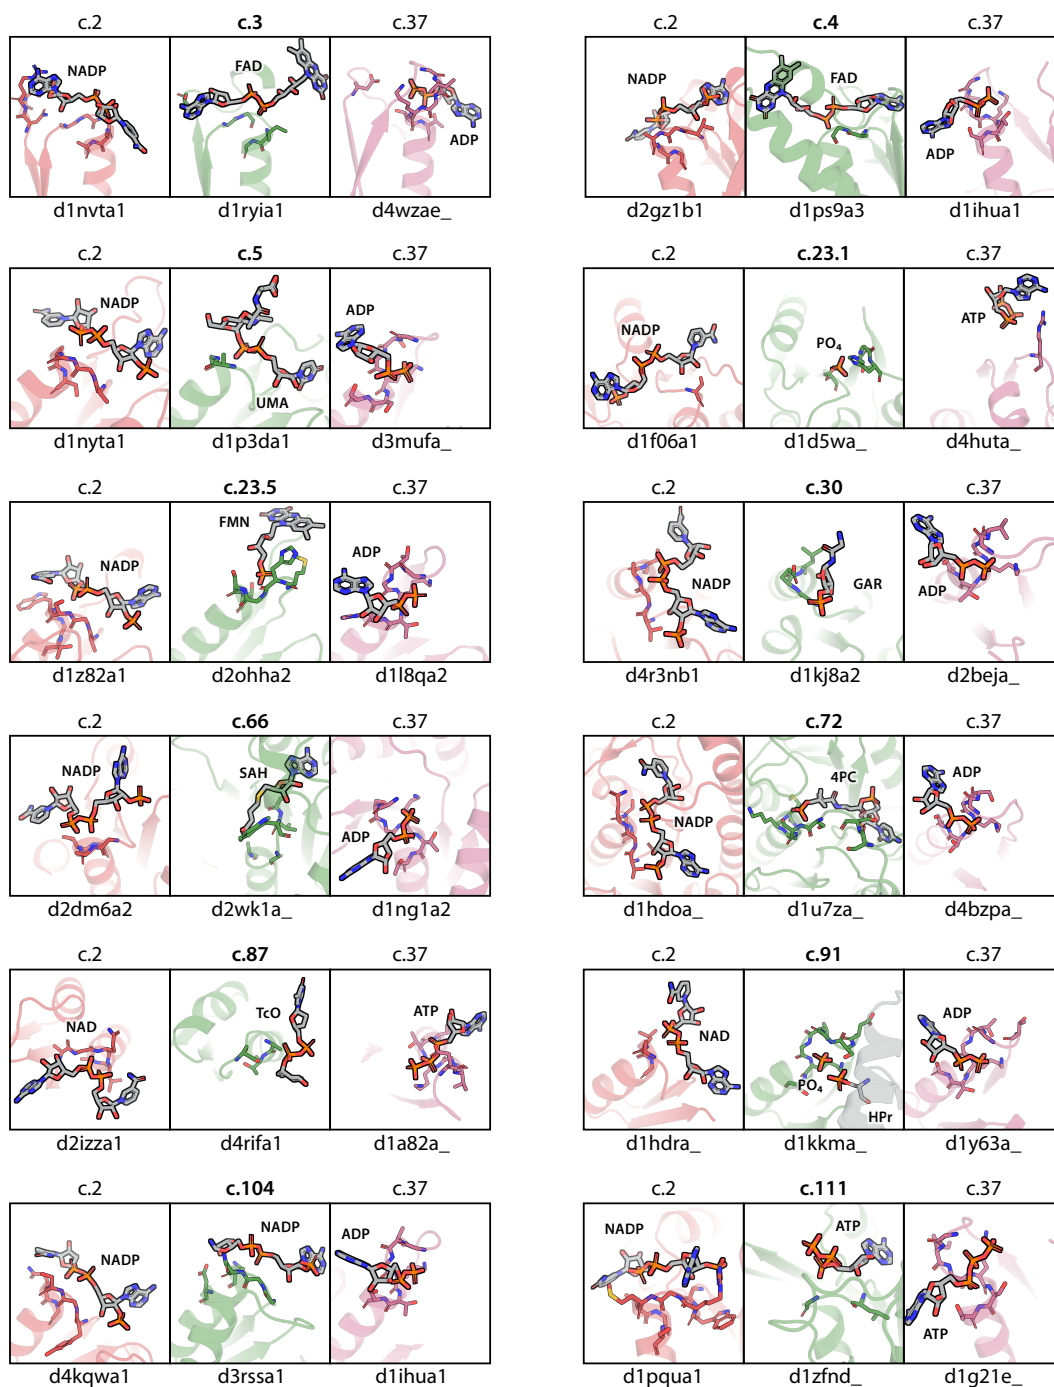 c.2 c.3 c.37 c.2 c.4 c.37
NADP FAD ADP NADP FAD ADP
d1nvta1 d1ryia1 d4wzae_ d2gz1b1 d1ps9a3 d1ihua1
c.2 c.5 c.37 c.2 c.23.1 c.37
NADP UMA ADP NADP PO4 ATP
d1nyta1 d1p3da1 d3mufa_ d1f06a1 d1d5wa_ d4huta_
c.2 c.23.5 c.37 c.2 c.30 c.37
NADP FMN ADP NADP GAR ADP
d1z82a1 d2ohha2 d1l8qa2 d4r3nb1 d1kj8a2 d2beja_
c.2 c.66 c.37 c.2 c.72 c.37
NADP SAH ADP NADP 4PC ADP
d2dm6a2 d2wk1a_ d1ng1a2 d1hdoa_ d1u7za_ d4bzpa_
c.2 c.87 c.37 c.2 c.91 c.37
NAD TcO ATP NAD PO4 HPr ADP
d2izza1 d4rifa1 d1a82a_ d1hdra_ d1kkma_ d1y63a_
c.2 c.104 c.37 c.2 c.111 c.37
NADP NADP ADP NADP ATP ATP
d4kqwa1 d3rssa1 d1ihua1 d1pqua1 d1zfnd_ d1g21e_